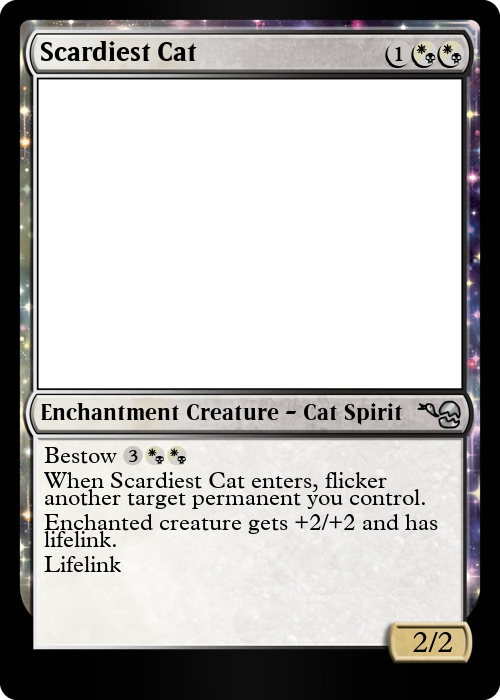 Scardiest Cat 1
Enchantment Creature – Cat Spirit
Bestow 3
When Scardiest Cat enters, flicker
another target permanent you control.
Enchanted creature gets +2/+2 and has
lifelink.
Lifelink
2/2